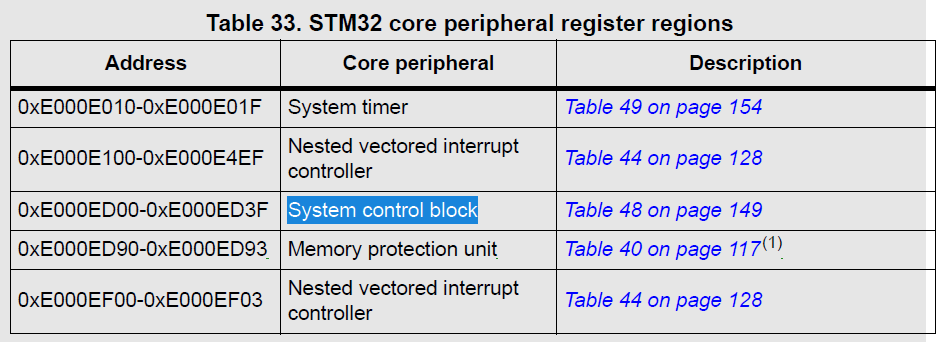 Table 33. STM32 core peripheral register regions
Address Core peripheral Description
0xE000E010-0xE000E01F System timer Table 49 on page 154
0xE000E100-0xE000E4EF Nested vectored interrupt controller Table 44 on page 128
0xE000ED00-0xE000ED3F System control block Table 48 on page 149
0xE000ED90-0xE000ED93 Memory protection unit Table 40 on page 117(1)
0xE000EF00-0xE000EF03 Nested vectored interrupt controller Table 44 on page 128